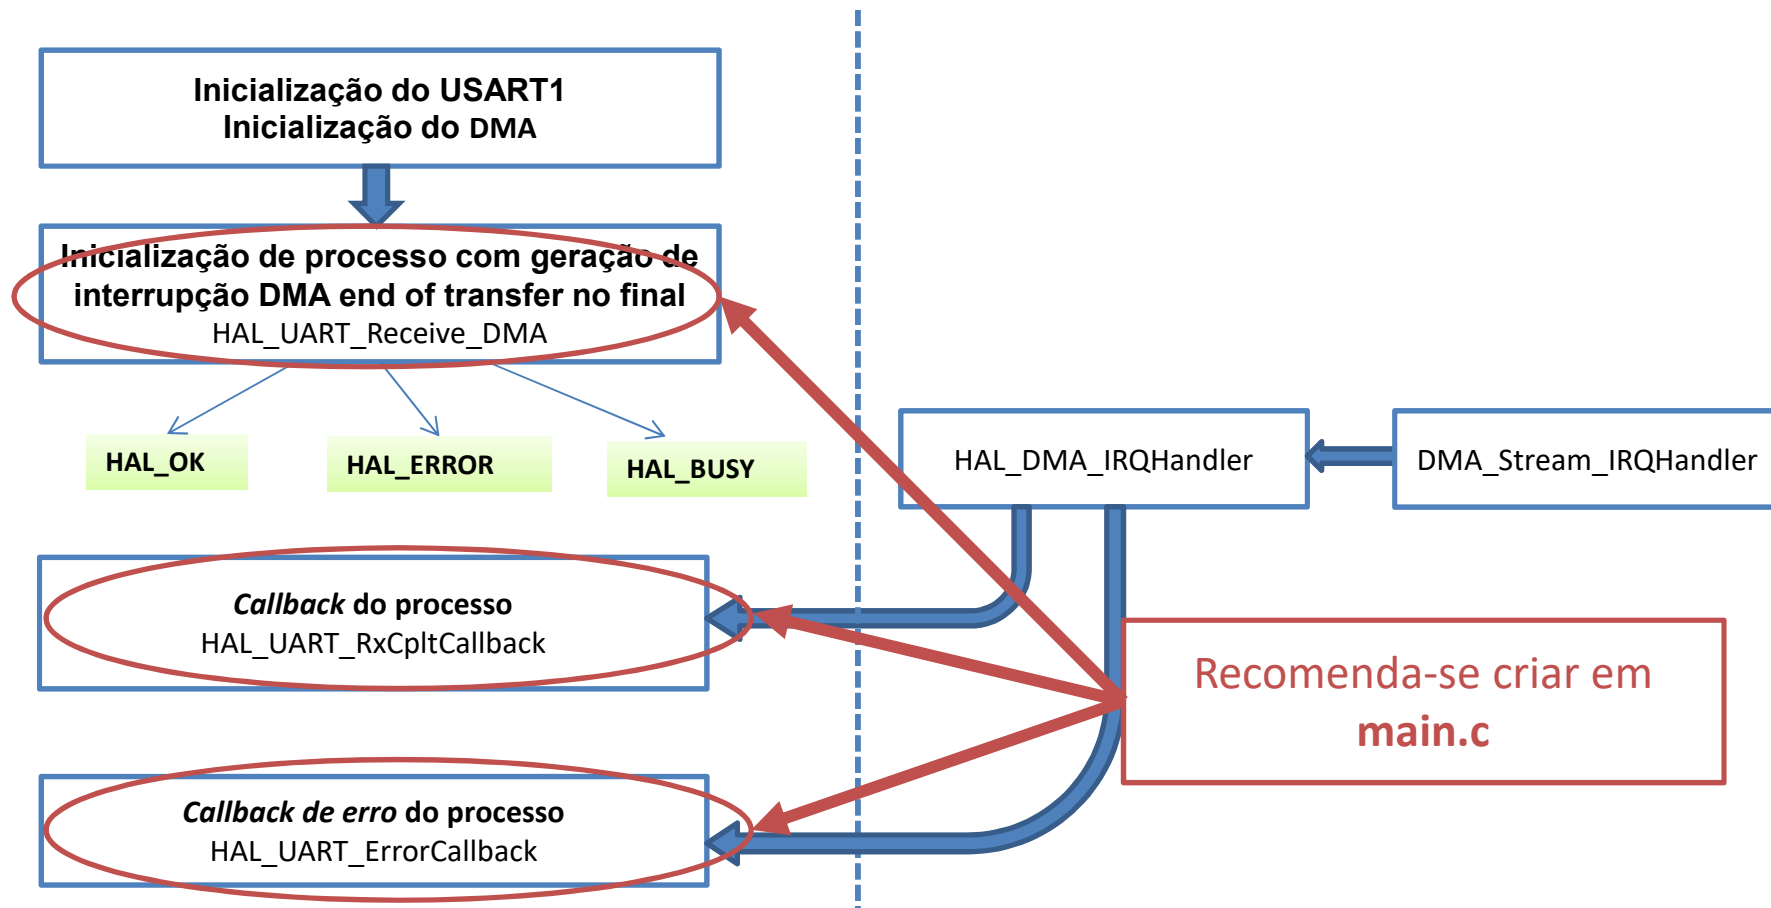 Inicialização do USART1
Inicialização do DMA
Inicialização de processo com geração de
interrupção DMA end of transfer no final
HAL_UART_Receive_DMA
HAL_OK
HAL_ERROR
HAL_BUSY
HAL_DMA_IRQHandler
DMA_Stream_IRQHandler
Callback do processo
HAL_UART_RxCpltCallback
Recomenda-se criar em
main.c
Callback de erro do processo
HAL_UART_ErrorCallback